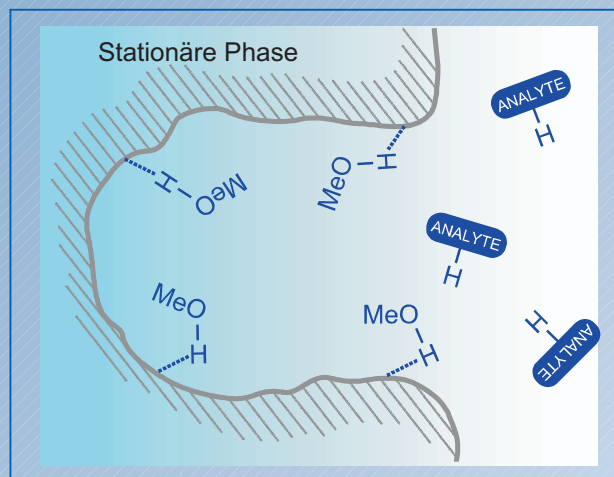 Stationäre Phase
ANALYTE
H
H
MeO
H
MeO
ANALYTE
H
MeO
H
MeO
H
H
ANALYTE